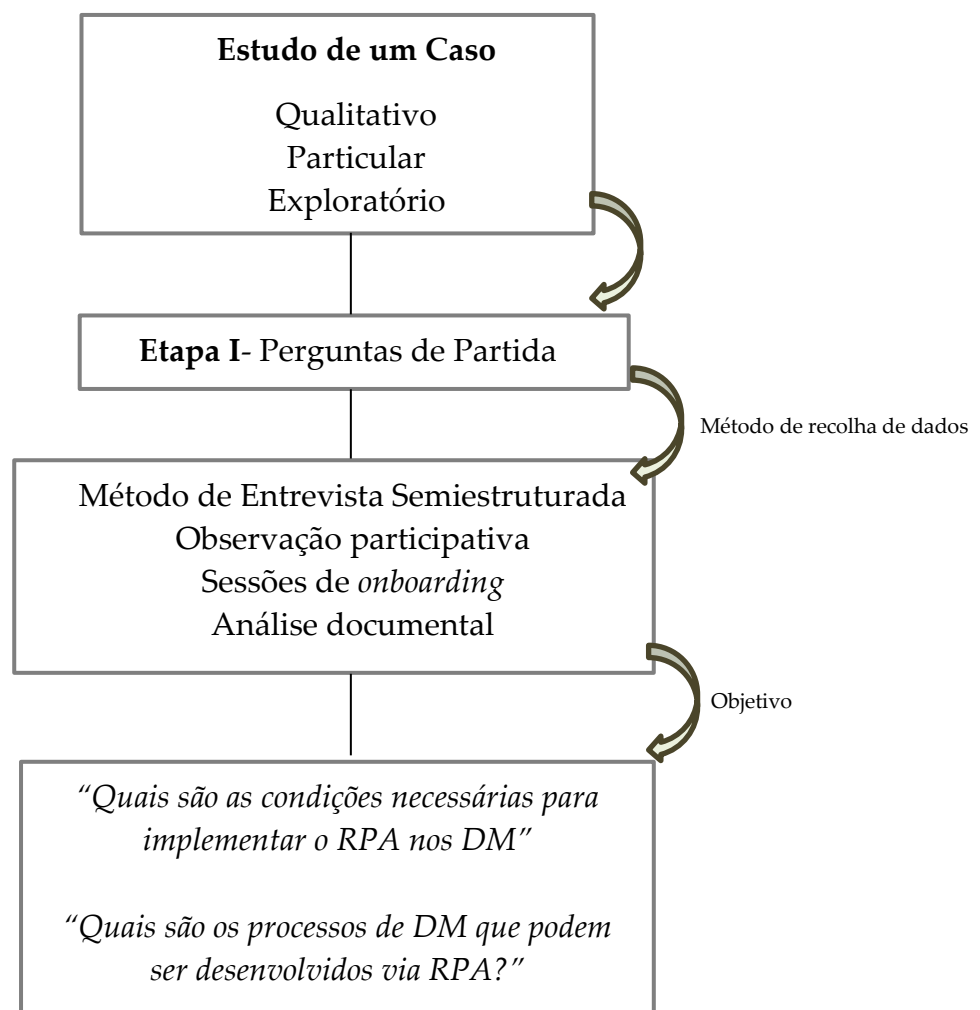 Estudo de um Caso
Qualitativo
Particular
Exploratório
Etapa I- Perguntas de Partida
Método de recolha de dados
Método de Entrevista Semiestruturada
Observação participativa
Sessões de onboarding
Análise documental
Objetivo
“Quais são as condições necessárias para
implementar o RPA nos DM”
“Quais são os processos de DM que podem
ser desenvolvidos via RPA?”